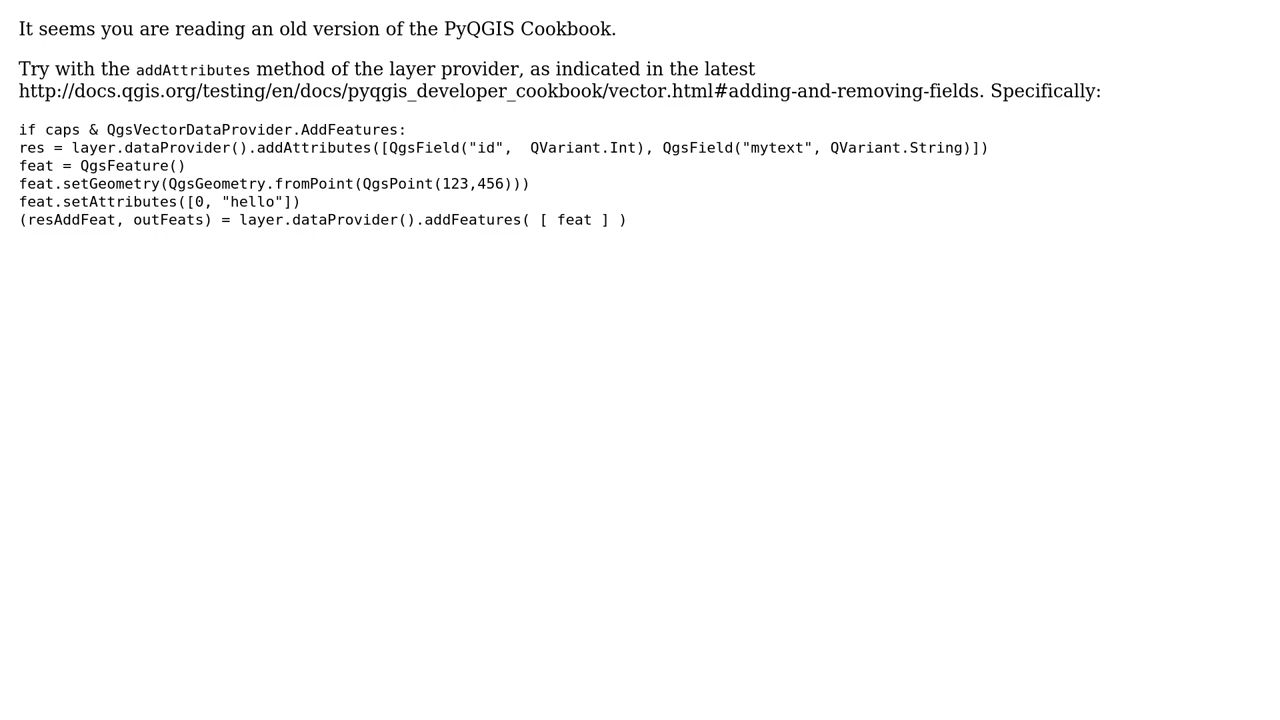 It seems you are reading an old version of the PyQGIS Cookbook.
Try with the addAttributes method of the layer provider, as indicated in the latest
http://docs.qgis.org/testing/en/docs/pyqgis_developer_cookbook/vector.html#adding-and-removing-fields. Specifically:
if caps & QgsVectorDataProvider.AddFeatures:
res = layer.dataProvider().addAttributes([QgsField("id",  QVariant.Int), QgsField("mytext", QVariant.String)])
feat = QgsFeature()
feat.setGeometry(QgsGeometry.fromPoint(QgsPoint(123,456)))
feat.setAttributes([0, "hello"])
(resAddFeat, outFeats) = layer.dataProvider().addFeatures( [ feat ] )